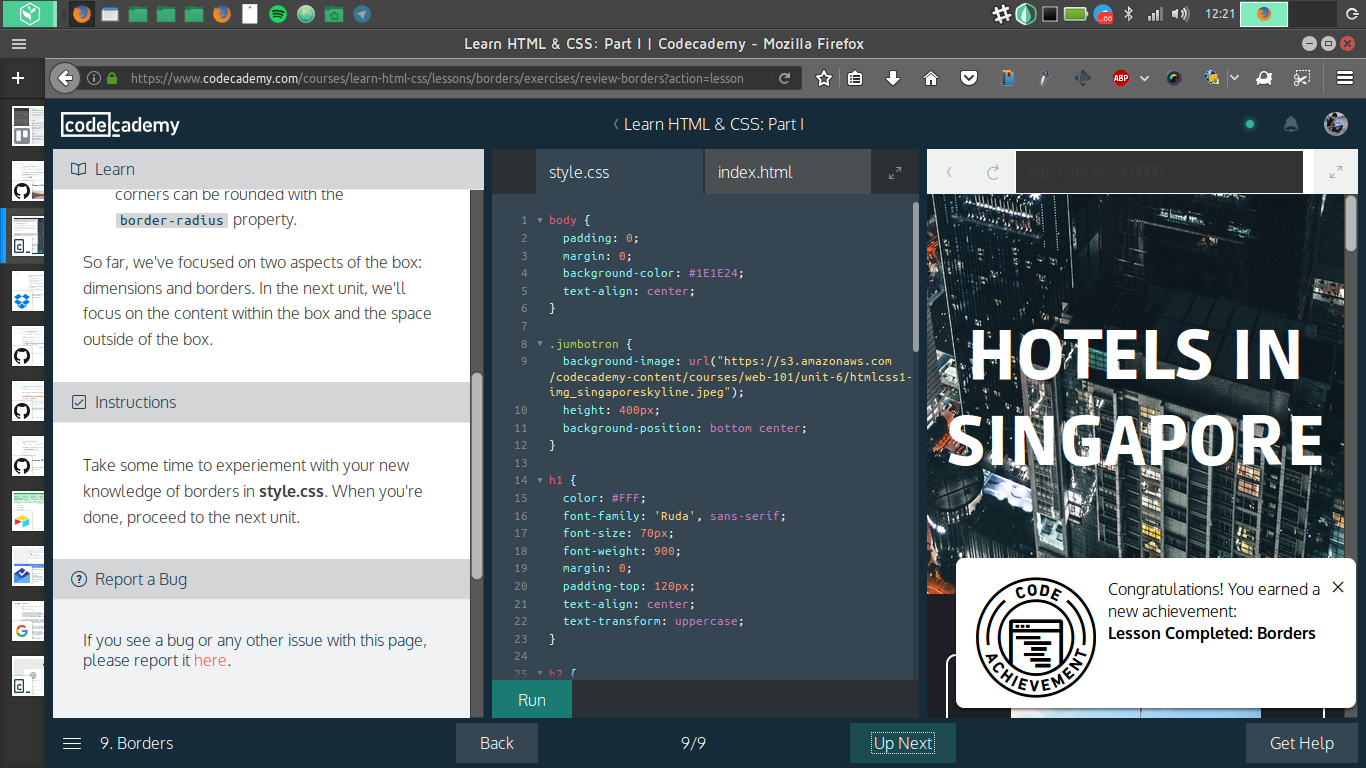 12:21
Learn HTML & CSS: Part I | Codecademy - Mozilla Firefox
https://www.codecademy.com/courses/learn-html-css/lessons/borders/exercises/review-borders?action=lesson
ABP
codecademy
Learn HTML & CSS: Part I
Learn
corners can be rounded with the
border-radius property.
So far, we've focused on two aspects of the box:
dimensions and borders. In the next unit, we'll
focus on the content within the box and the space
outside of the box.
Instructions
Take some time to experiement with your new
knowledge of borders in style.css. When you're
done, proceed to the next unit.
Report a Bug
If you see a bug or any other issue with this page,
please report it here.
style.css
index.html
1 body {
2 padding: 0;
3 margin: 0;
4 background-color: #1E1E24;
5 text-align: center;
6 }
7
8 .jumbotron {
9 background-image: url("https://s3.amazonaws.com
/codecademy-content/courses/web-101/unit-6/htmlcss1-
img_singaporeskyline.jpeg");
10 height: 400px;
11 background-position: bottom center;
12 }
13
14 h1 {
15 color: #FFF;
16 font-family: 'Ruda', sans-serif;
17 font-size: 70px;
18 font-weight: 900;
19 margin: 0;
20 padding-top: 120px;
21 text-align: center;
22 text-transform: uppercase;
23 }
24
25 h2 {
Run
http://localhost:8000
HOTELS IN
SINGAPORE
CODE
ACHIEVEMENT
Congratulations! You earned a
new achievement:
Lesson Completed: Borders
9. Borders
Back
9/9
Up Next
Get Help